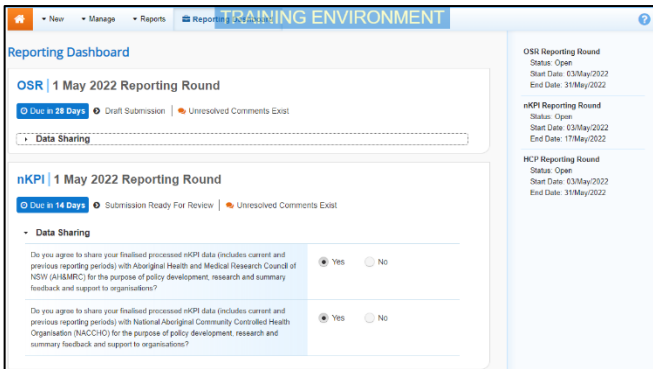 New Manage Reports Reporting Dashboard
TRAINING ENVIRONMENT
?
Reporting Dashboard
OSR | 1 May 2022 Reporting Round
Due in 28 Days Draft Submission | Unresolved Comments Exist
Data Sharing
nKPI | 1 May 2022 Reporting Round
Due in 14 Days Submission Ready For Review | Unresolved Comments Exist
Data Sharing
Do you agree to share your finalised processed nKPI data (includes current and
previous reporting periods) with Aboriginal Health and Medical Research Council of
NSW (AH&MRC) for the purpose of policy development, research and summary
feedback and support to organisations?
Yes No
Do you agree to share your finalised processed nKPI data (includes current and
previous reporting periods) with National Aboriginal Community Controlled Health
Organisation (NACCHO) for the purpose of policy development, research and
summary feedback and support to organisations?
Yes No
OSR Reporting Round
Status: Open
Start Date: 03/May/2022
End Date: 31/May/2022
nKPI Reporting Round
Status: Open
Start Date: 03/May/2022
End Date: 17/May/2022
HCP Reporting Round
Status: Open
Start Date: 03/May/2022
End Date: 31/May/2022